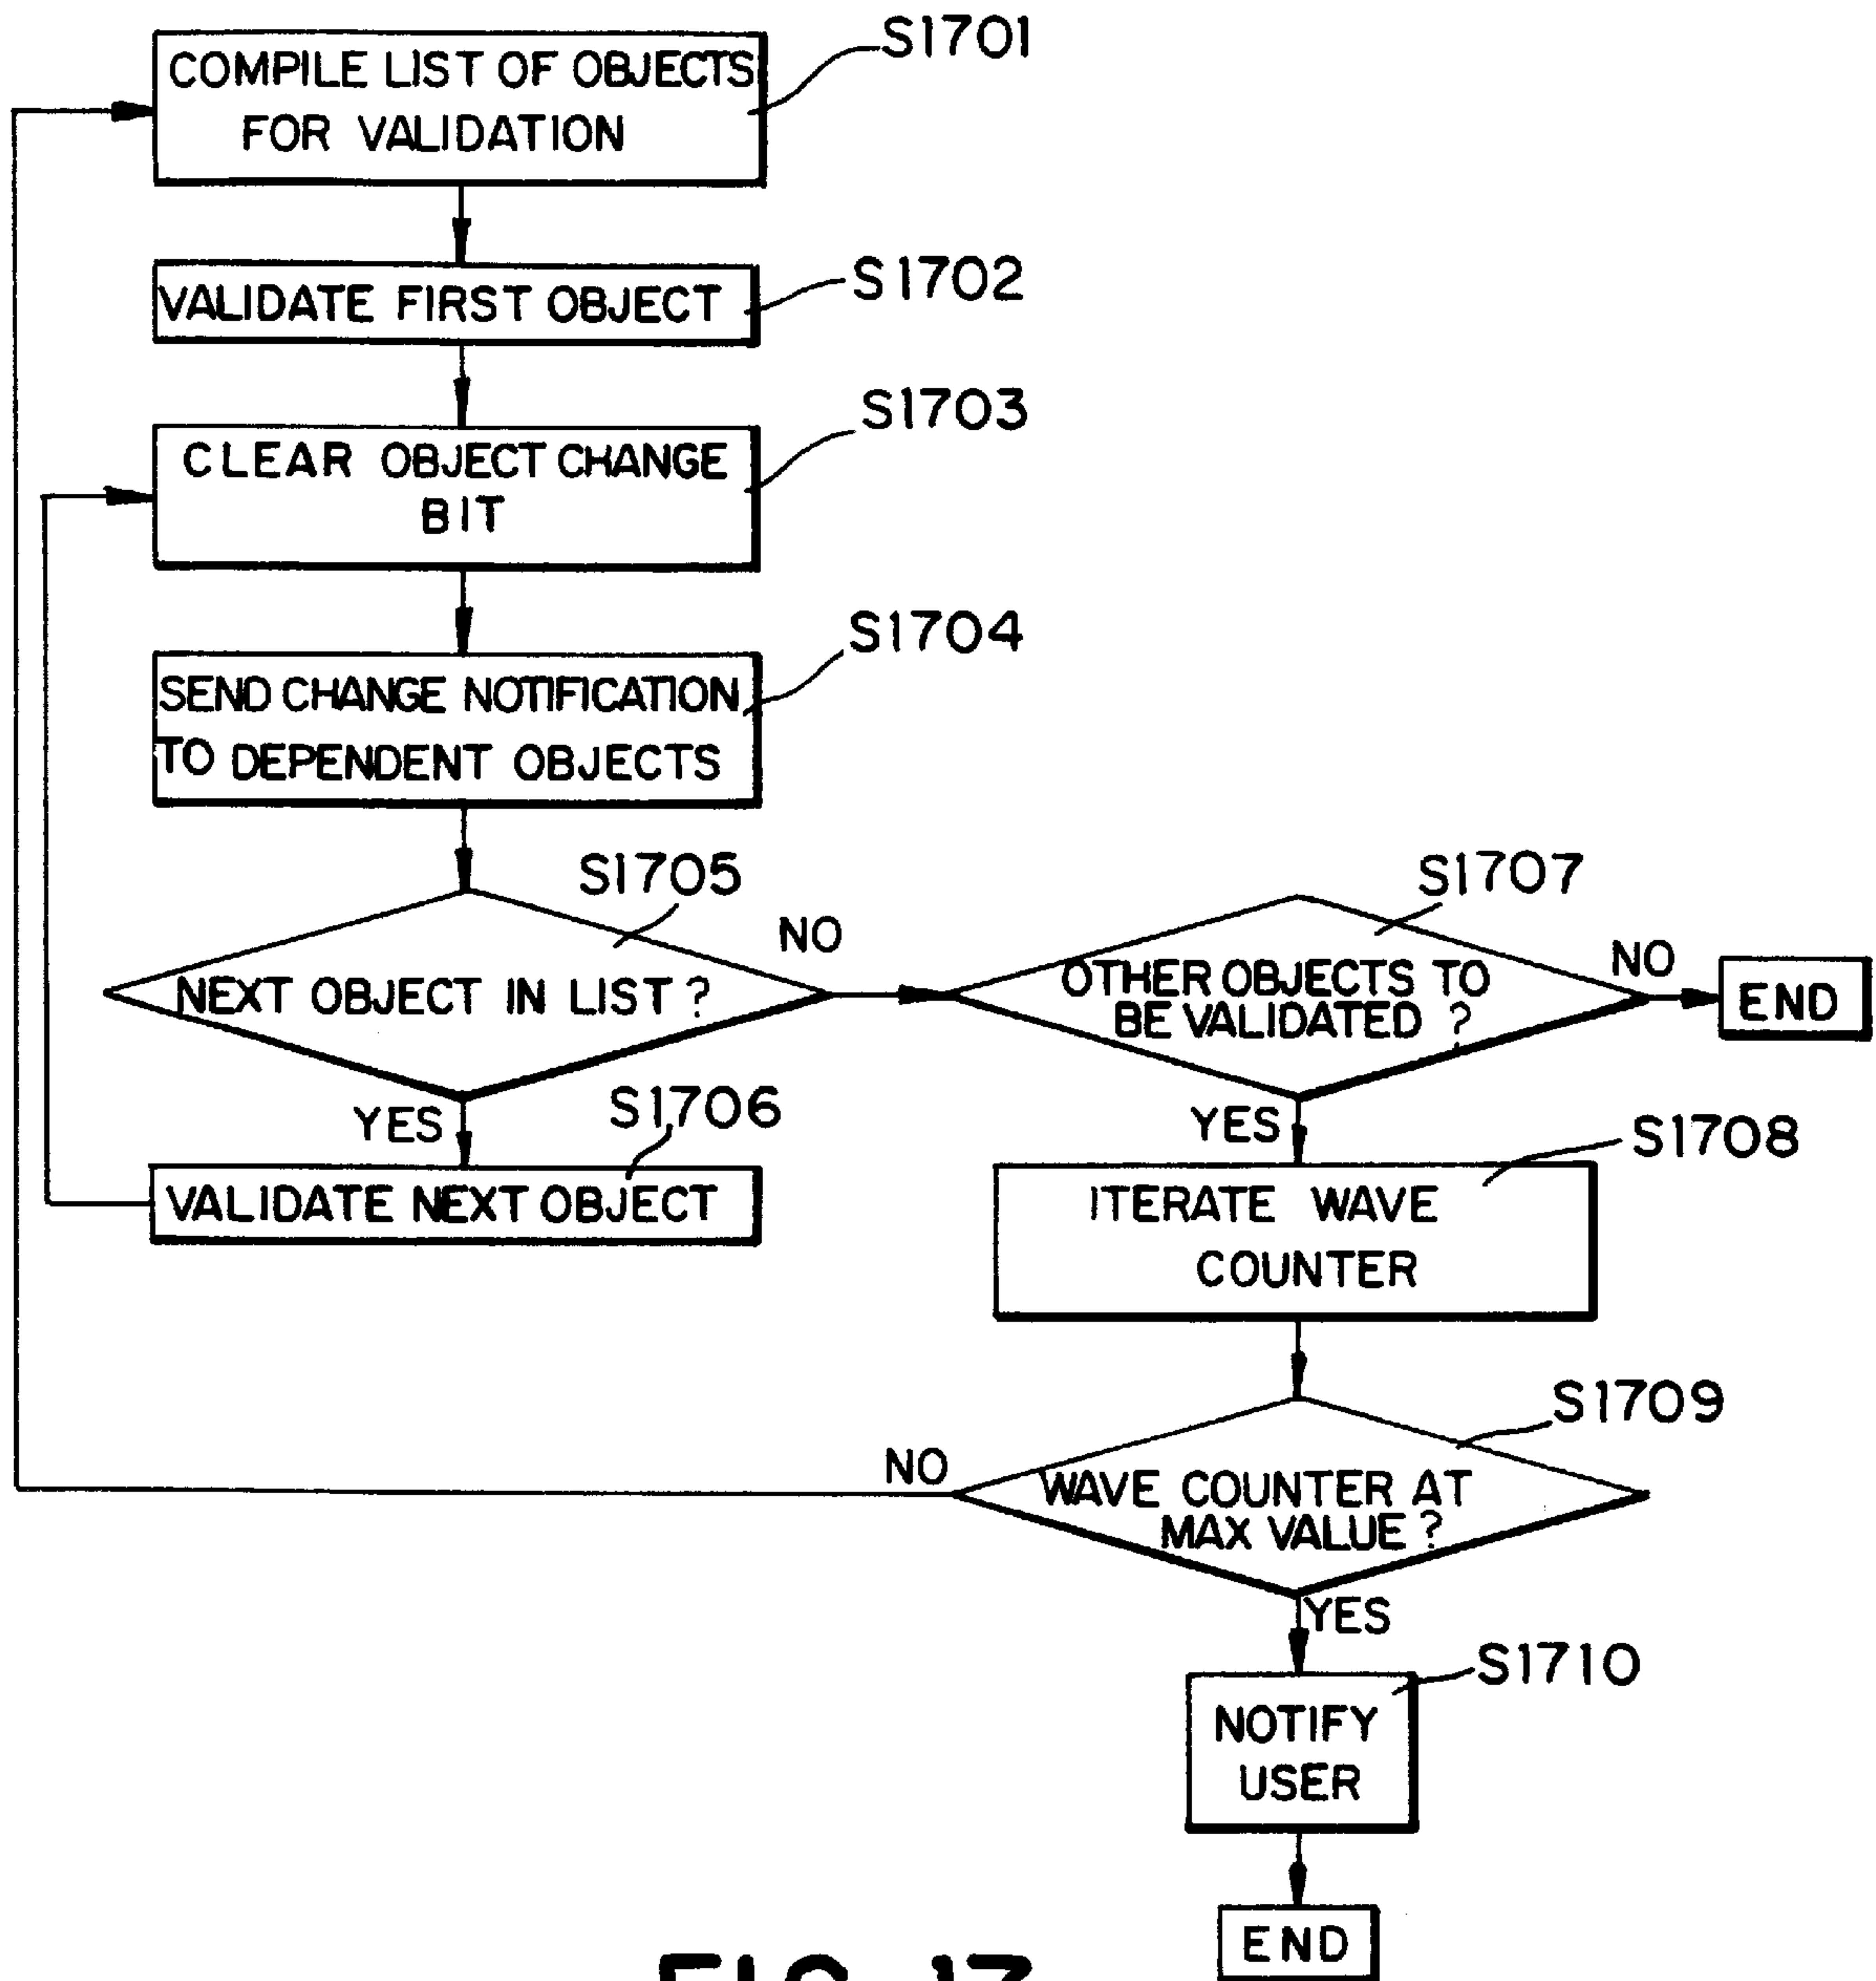 S1701
COMPILE LIST OF OBJECTS
FOR VALIDATION
S1702
VALIDATE FIRST OBJECT
S1703
CLEAR OBJECT CHANGE
BIT
S1704
SEND CHANGE NOTIFICATION
TO DEPENDENT OBJECTS
S1705
NEXT OBJECT IN LIST ?
NO
YES
S1706
VALIDATE NEXT OBJECT
S1707
OTHER OBJECTS TO
BE VALIDATED ?
NO
END
YES
S1708
ITERATE WAVE
COUNTER
S1709
WAVE COUNTER AT
MAX VALUE ?
NO
YES
S1710
NOTIFY
USER
END
FIG. 17